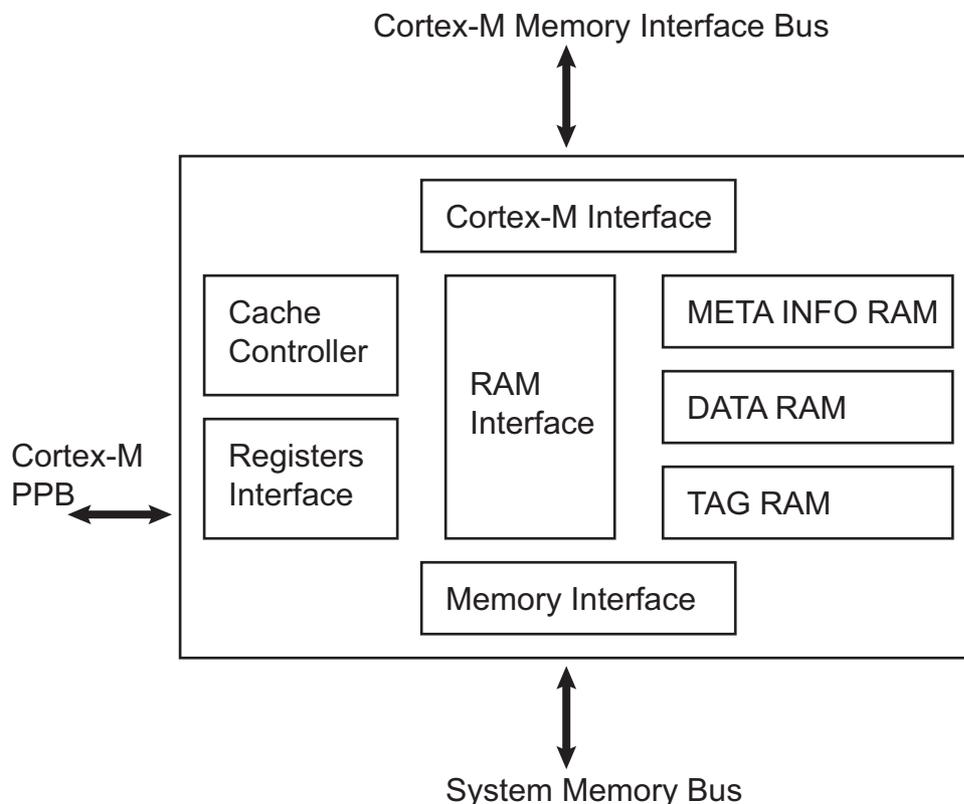 Cortex-M Memory Interface Bus
Cortex-M Interface
Cache
Controller
RAM
Interface
META INFO RAM
DATA RAM
Cortex-M
PPB
Registers
Interface
TAG RAM
Memory Interface
System Memory Bus